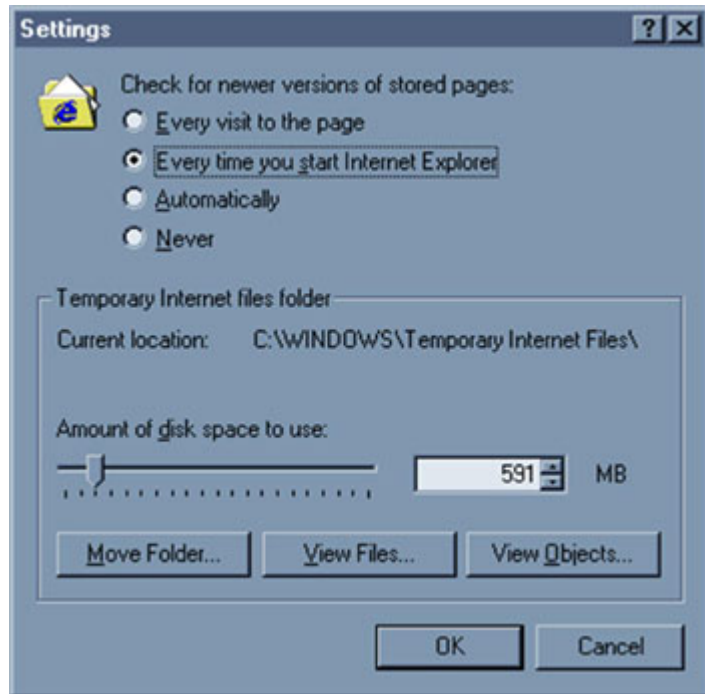 Settings
Check for newer versions of stored pages:
Every visit to the page
Every time you start Internet Explorer
Automatically
Never
Temporary Internet files folder
Current location: C:\WINDOWS\Temporary Internet Files\
Amount of disk space to use:
591 MB
Move Folder... View Files... View Objects...
OK Cancel